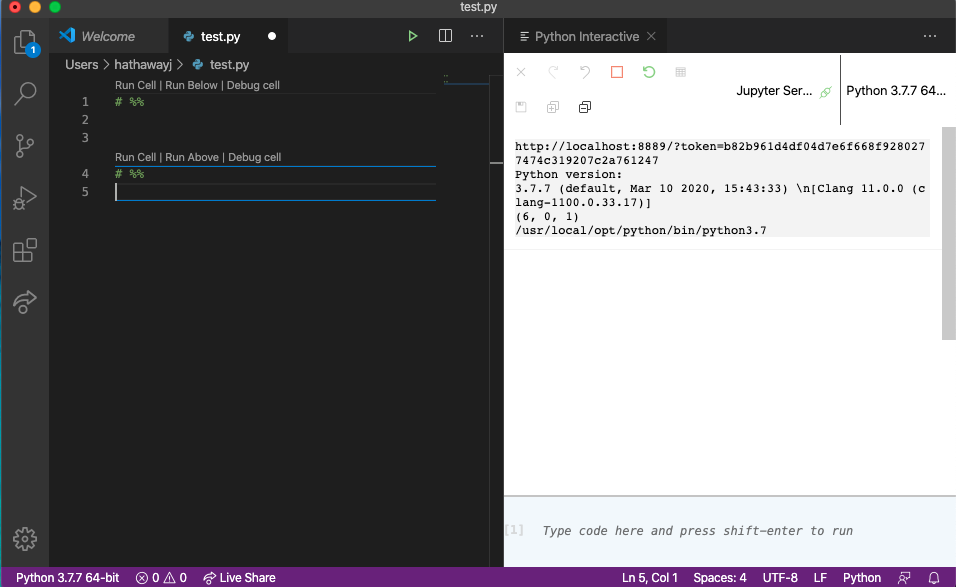 test.py
Welcome
test.py
Python Interactive
Users > hathawayj > test.py
Run Cell | Run Below | Debug cell
1 # %%
2
3
Run Cell | Run Above | Debug cell
4 # %%
5
1
Jupyter Ser...
Python 3.7.7 64...
http://localhost:8889/?token=b82b961d4df04d7e6f668f928027
7474c319207c2a761247
Python version:
3.7.7 (default, Mar 10 2020, 15:43:33) \n[Clang 11.0.0 (c
lang-1100.0.33.17)]
(6, 0, 1)
/usr/local/opt/python/bin/python3.7
[1] Type code here and press shift-enter to run
Python 3.7.7 64-bit 0 0 Live Share
Ln 5, Col 1 Spaces: 4 UTF-8 LF Python